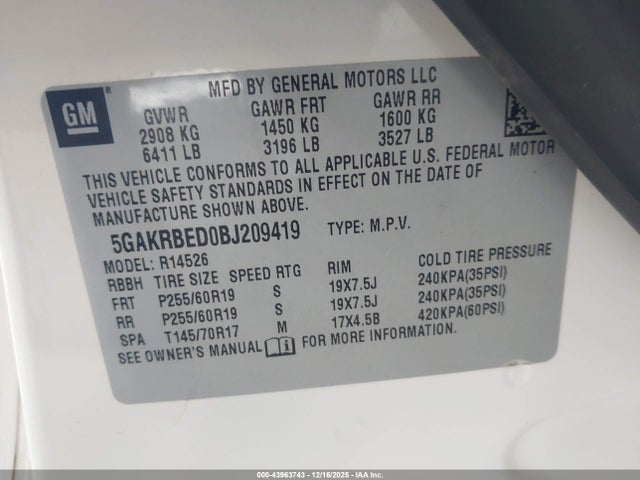 GM
MFD BY GENERAL MOTORS LLC
GVWR GAWR FRT GAWR RR
2908 KG 1450 KG 1600 KG
6411 LB 3196 LB 3527 LB
THIS VEHICLE CONFORMS TO ALL APPLICABLE U.S. FEDERAL MOTOR
VEHICLE SAFETY STANDARDS IN EFFECT ON THE DATE OF
MANUFACTURE SHOWN ABOVE.
5GAKRBED0BJ209419 TYPE: M.P.V.
MODEL: R14526
RBBH TIRE SIZE SPEED RTG RIM COLD TIRE PRESSURE
FRT P255/60R19 S 19X7.5J 240KPA(35PSI)
RR P255/60R19 S 19X7.5J 240KPA(35PSI)
SPA T145/70R17 M 17X4.5B 420KPA(60PSI)
SEE OWNER'S MANUAL i FOR MORE INFORMATION.
000-43963743 - 12/16/2025 - IAA Inc.